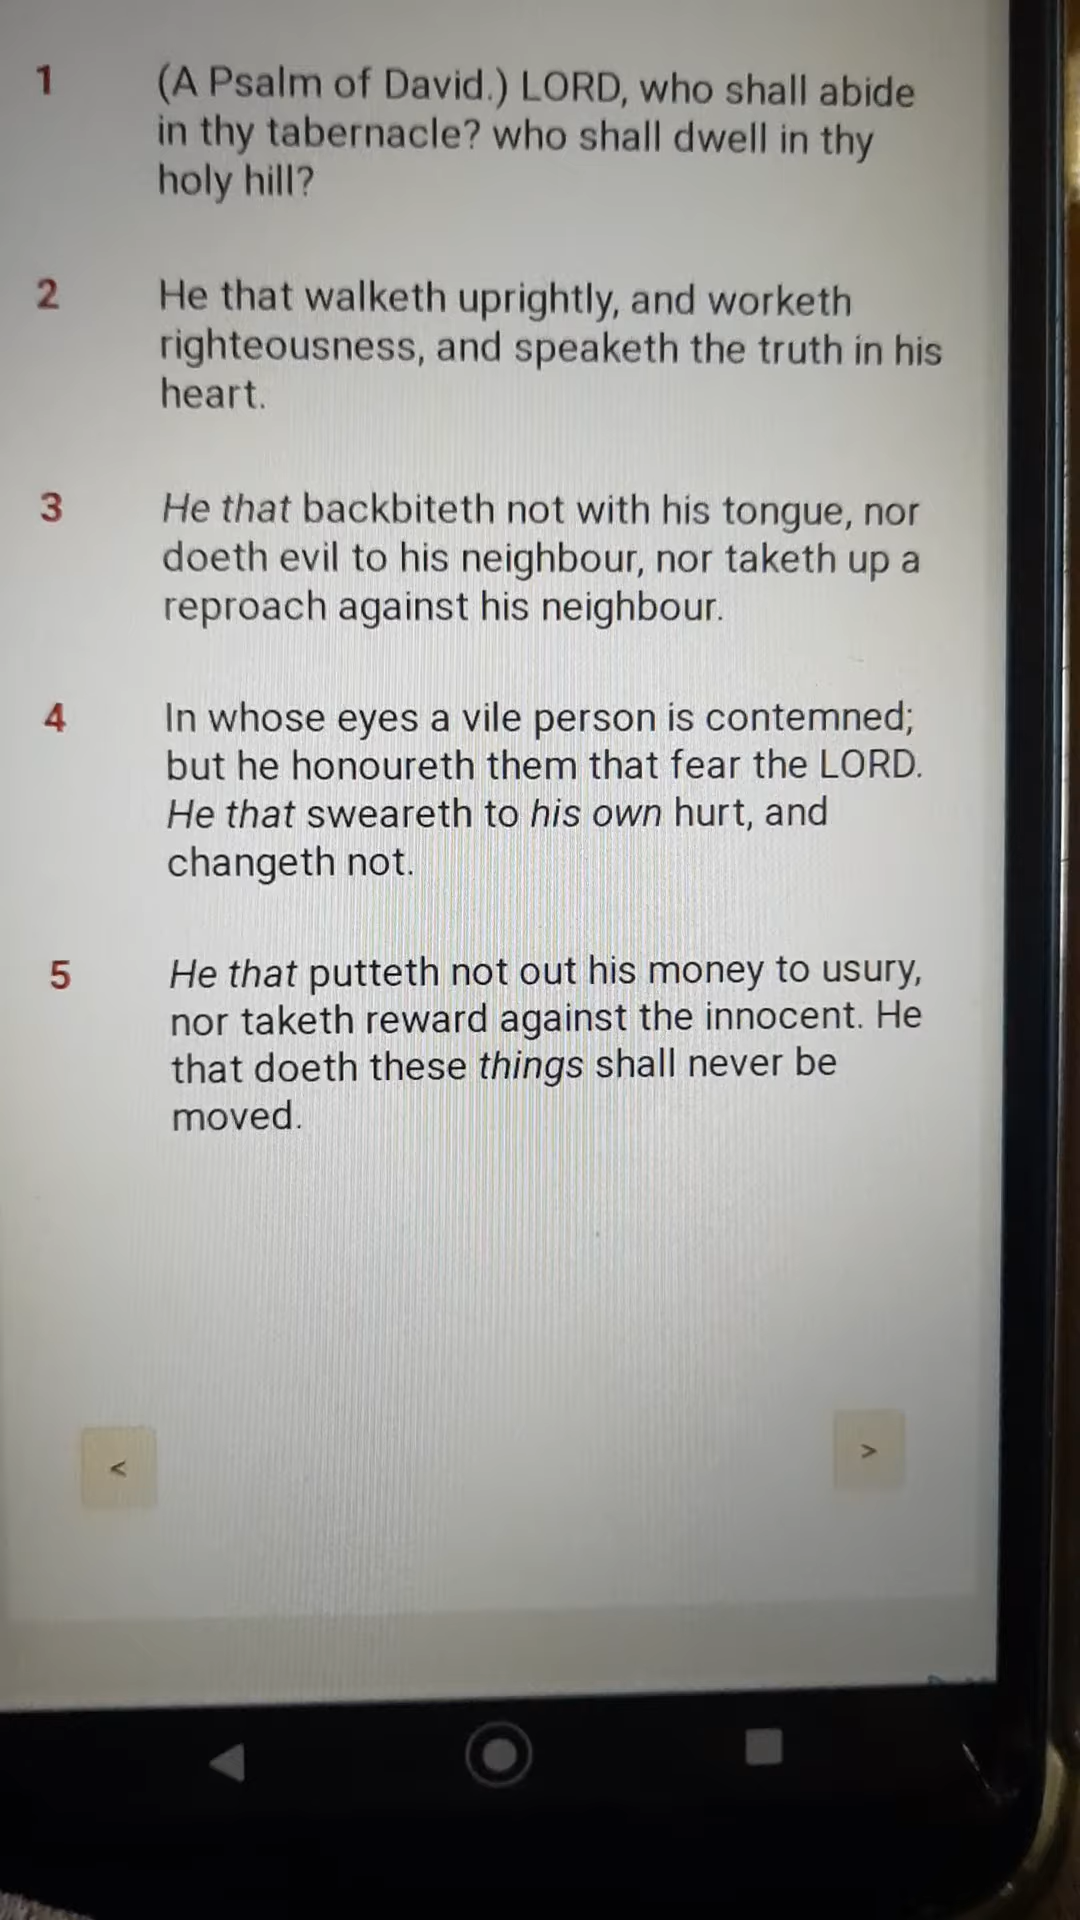 1 (A Psalm of David.) LORD, who shall abide
in thy tabernacle? who shall dwell in thy
holy hill?
2 He that walketh uprightly, and worketh
righteousness, and speaketh the truth in his
heart.
3 He that backbiteth not with his tongue, nor
doeth evil to his neighbour, nor taketh up a
reproach against his neighbour.
4 In whose eyes a vile person is contemned;
but he honoureth them that fear the LORD.
He that sweareth to his own hurt, and
changeth not.
5 He that putteth not out his money to usury,
nor taketh reward against the innocent. He
that doeth these things shall never be
moved.
< >